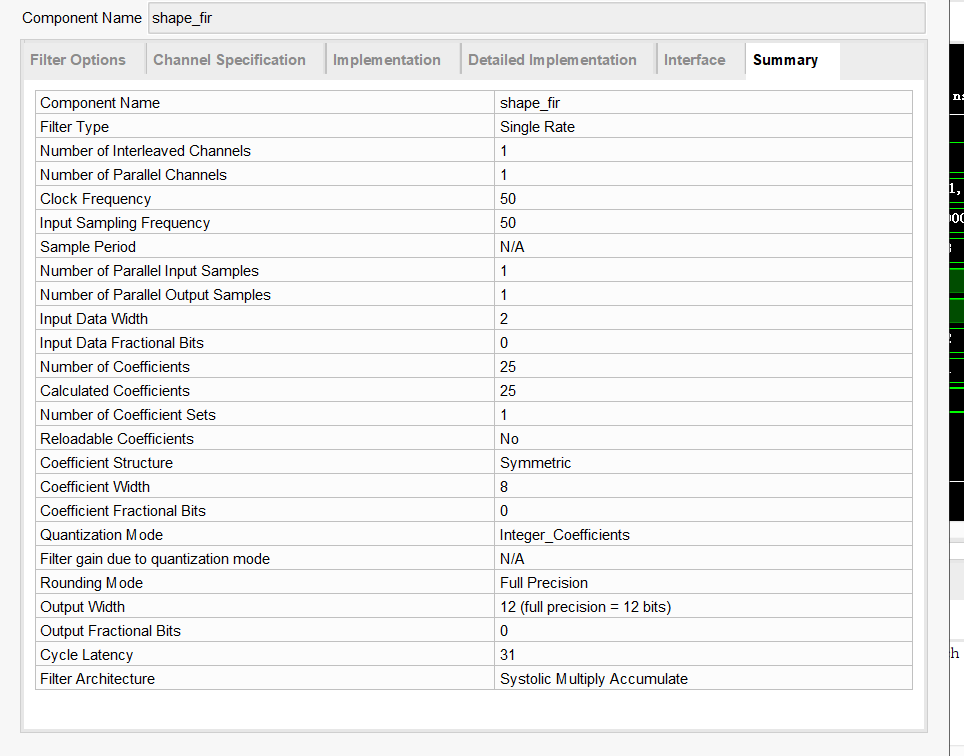 Component Name shape_fir
Filter Options Channel Specification Implementation Detailed Implementation Interface Summary
Component Name shape_fir
Filter Type Single Rate
Number of Interleaved Channels 1
Number of Parallel Channels 1
Clock Frequency 50
Input Sampling Frequency 50
Sample Period N/A
Number of Parallel Input Samples 1
Number of Parallel Output Samples 1
Input Data Width 2
Input Data Fractional Bits 0
Number of Coefficients 25
Calculated Coefficients 25
Number of Coefficient Sets 1
Reloadable Coefficients No
Coefficient Structure Symmetric
Coefficient Width 8
Coefficient Fractional Bits 0
Quantization Mode Integer_Coefficients
Filter gain due to quantization mode N/A
Rounding Mode Full Precision
Output Width 12 (full precision = 12 bits)
Output Fractional Bits 0
Cycle Latency 31
Filter Architecture Systolic Multiply Accumulate